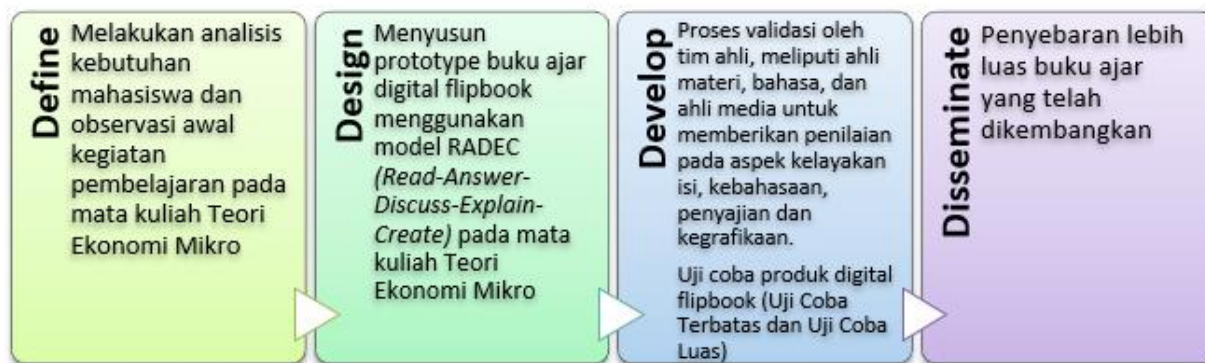 Define
Melakukan analisis
kebutuhan
mahasiswa dan
observasi awal
kegiatan
pembelajaran pada
mata kuliah Teori
Ekonomi Mikro
Design
Menyusun
prototype buku ajar
digital flipbook
menggunakan
model RADEC
(Read-Answer-
Discuss-Explain-
Create) pada mata
kuliah Teori
Ekonomi Mikro
Develop
Proses validasi oleh
tim ahli, meliputi ahli
materi, bahasa, dan
ahli media untuk
memberikan penilaian
pada aspek kelayakan
isi, kebahasaan,
penyajian dan
kegrafikaan.
Uji coba produk digital
flipbook (Uji Coba
Terbatas dan Uji Coba
Luas)
Disseminate
Penyebaran lebih
luas buku ajar
yang telah
dikembangkan